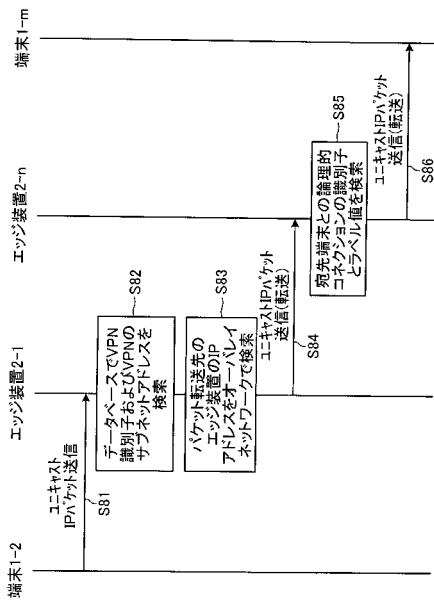 端末1-2
エッジ装置2-1
エッジ装置2-n
端末1-m
ユニキャスト
IPパケット送信
S81
データベースでVPN
識別子およびVPNの
サブネットアドレスを
検索
S82
パケット転送先の
エッジ装置のIP
アドレスをオーバレイ
ネットワークで検索
S83
ユニキャストIPパケット
送信(転送)
S84
宛先端末との論理的
コネクションの識別子
とラベル値を検索
S85
ユニキャストIPパケット
送信(転送)
S86